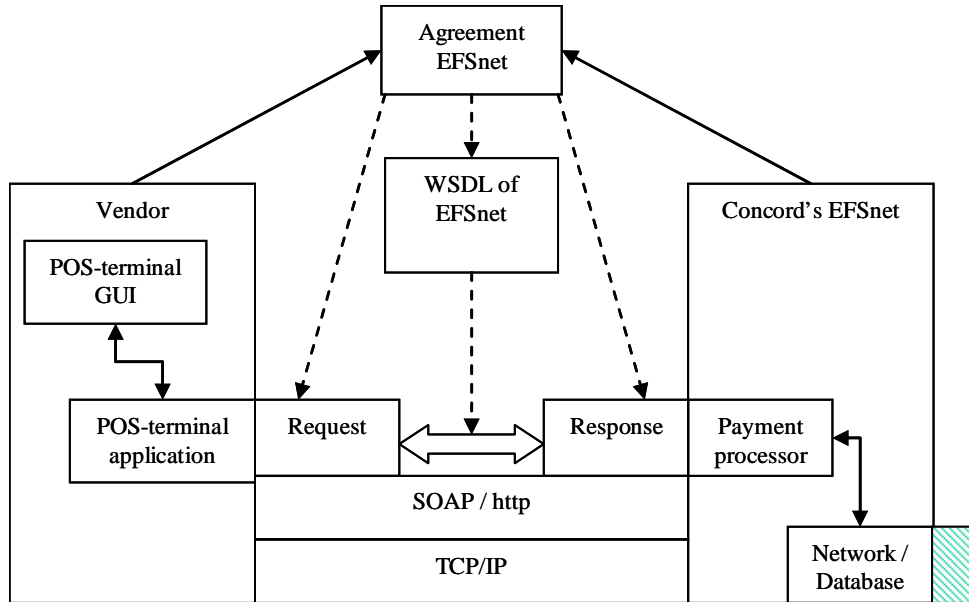 Agreement
EFSnet
WSDL of
EFSnet
Vendor
Concord's EFSnet
POS-terminal
GUI
POS-terminal
application
Request
Response
Payment
processor
SOAP / http
TCP/IP
Network /
Database